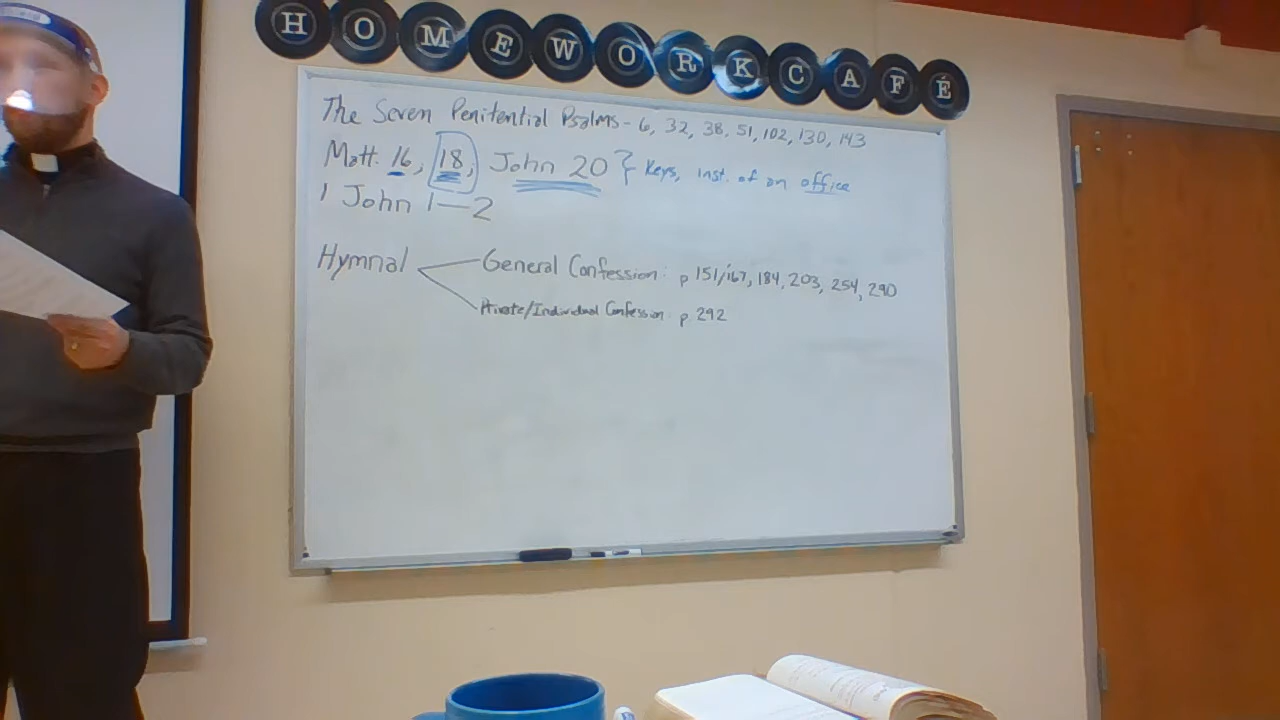 HOMEWORK CAFÉ
The Seven Penitential Psalms - 6, 32, 38, 51, 102, 130, 143
Matt. 16, 18, John 20 } Keys, inst. of an office
1 John 1—2
Hymnal
General Confession: p 151/167, 184, 203, 254, 290
Private/Individual Confession: p 292